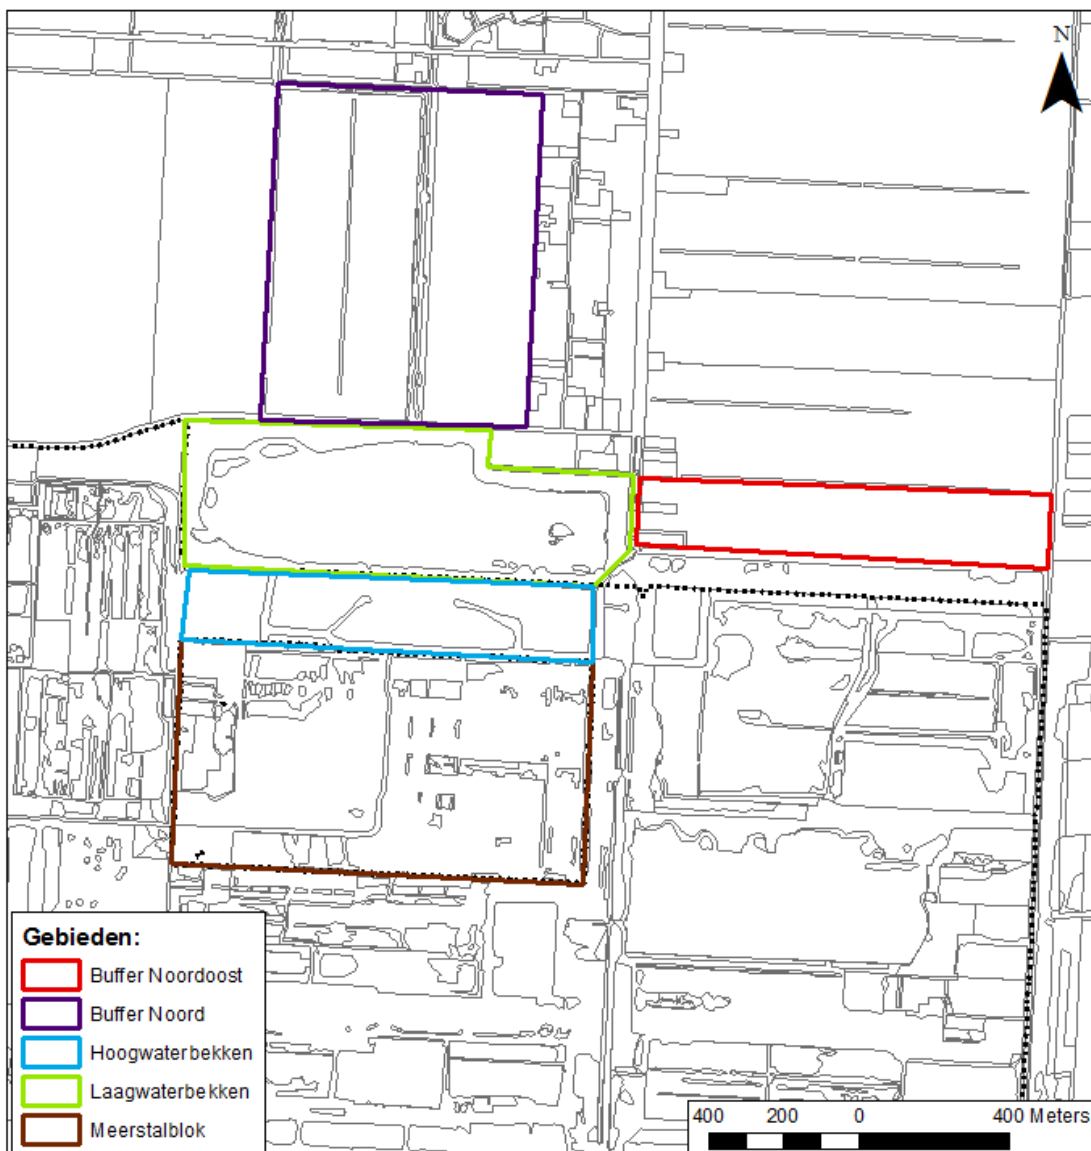 N
Gebieden:
Buffer Noordoost
Buffer Noord
Hoogwaterbekken
Laagwaterbekken
Meerstalblok
400 200 0 400 Meters